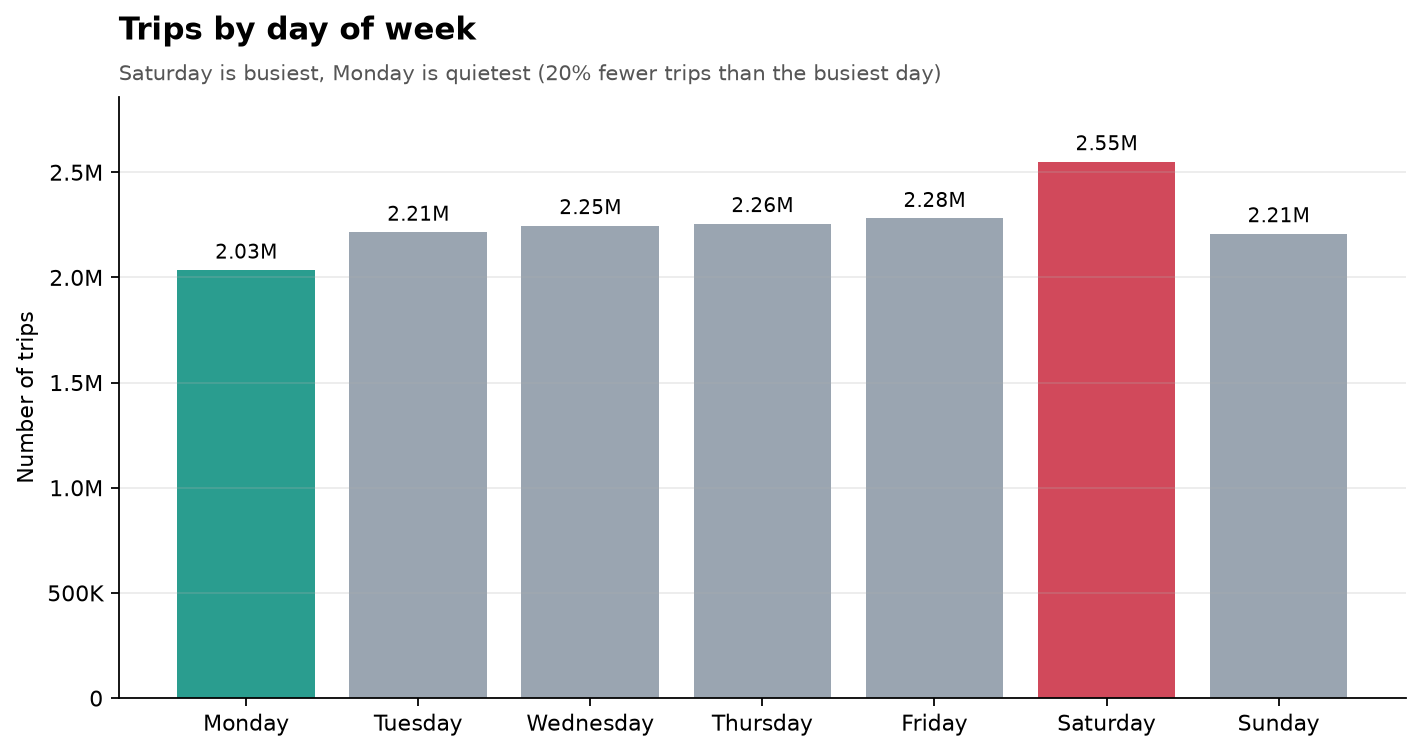 Trips by day of week
Saturday is busiest, Monday is quietest (20% fewer trips than the busiest day)
Number of trips
2.5M
2.0M
1.5M
1.0M
500K
0
2.03M
2.21M
2.25M
2.26M
2.28M
2.55M
2.21M
Monday
Tuesday
Wednesday
Thursday
Friday
Saturday
Sunday